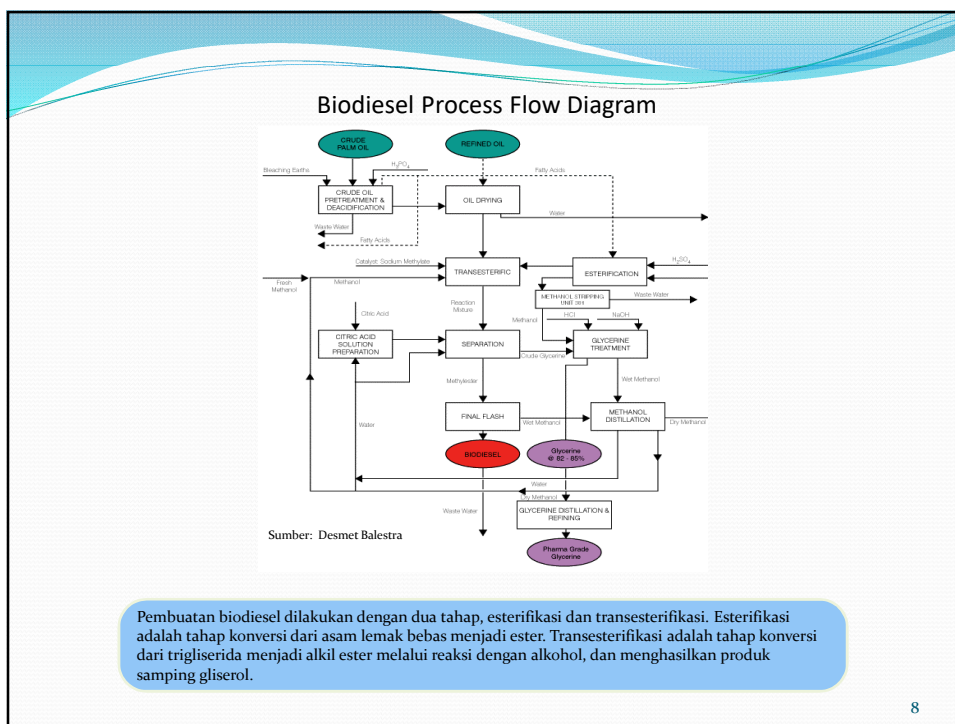 Biodiesel Process Flow Diagram
CRUDE
PALM OIL
REFINED OIL
Bleaching Earths
H3PO4
Fatty Acids
CRUDE OIL
PRETREATMENT &
DEACIDIFICATION
OIL DRYING
Water
Waste Water
Fatty Acids
Catalyst: Sodium Methylate
H2SO4
TRANSESTERIFIC
ESTERIFICATION
Fresh
Methanol
Methanol
METHANOL STRIPPING
Waste Water
Reaction
Mixture
Citric Acid
Methanol
HCl
NaOH
CITRIC ACID
SOLUTION
PREPARATION
SEPARATION
GLYCERINE
TREATMENT
Crude Glycerine
Methylester
Wet Methanol
FINAL FLASH
METHANOL
DISTILLATION
Wet Methanol
Dry Methanol
Water
BIODIESEL
Glycerine
@ 82 - 85%
Water
Dry Methanol
Waste Water
GLYCERINE DISTILLATION &
REFINING
Sumber: Desmet Balestra
Pharma Grade
Glycerine
Pembuatan biodiesel dilakukan dengan dua tahap, esterifikasi dan transesterifikasi. Esterifikasi
adalah tahap konversi dari asam lemak bebas menjadi ester. Transesterifikasi adalah tahap konversi
dari trigliserida menjadi alkil ester melalui reaksi dengan alkohol, dan menghasilkan produk
samping gliserol.
8